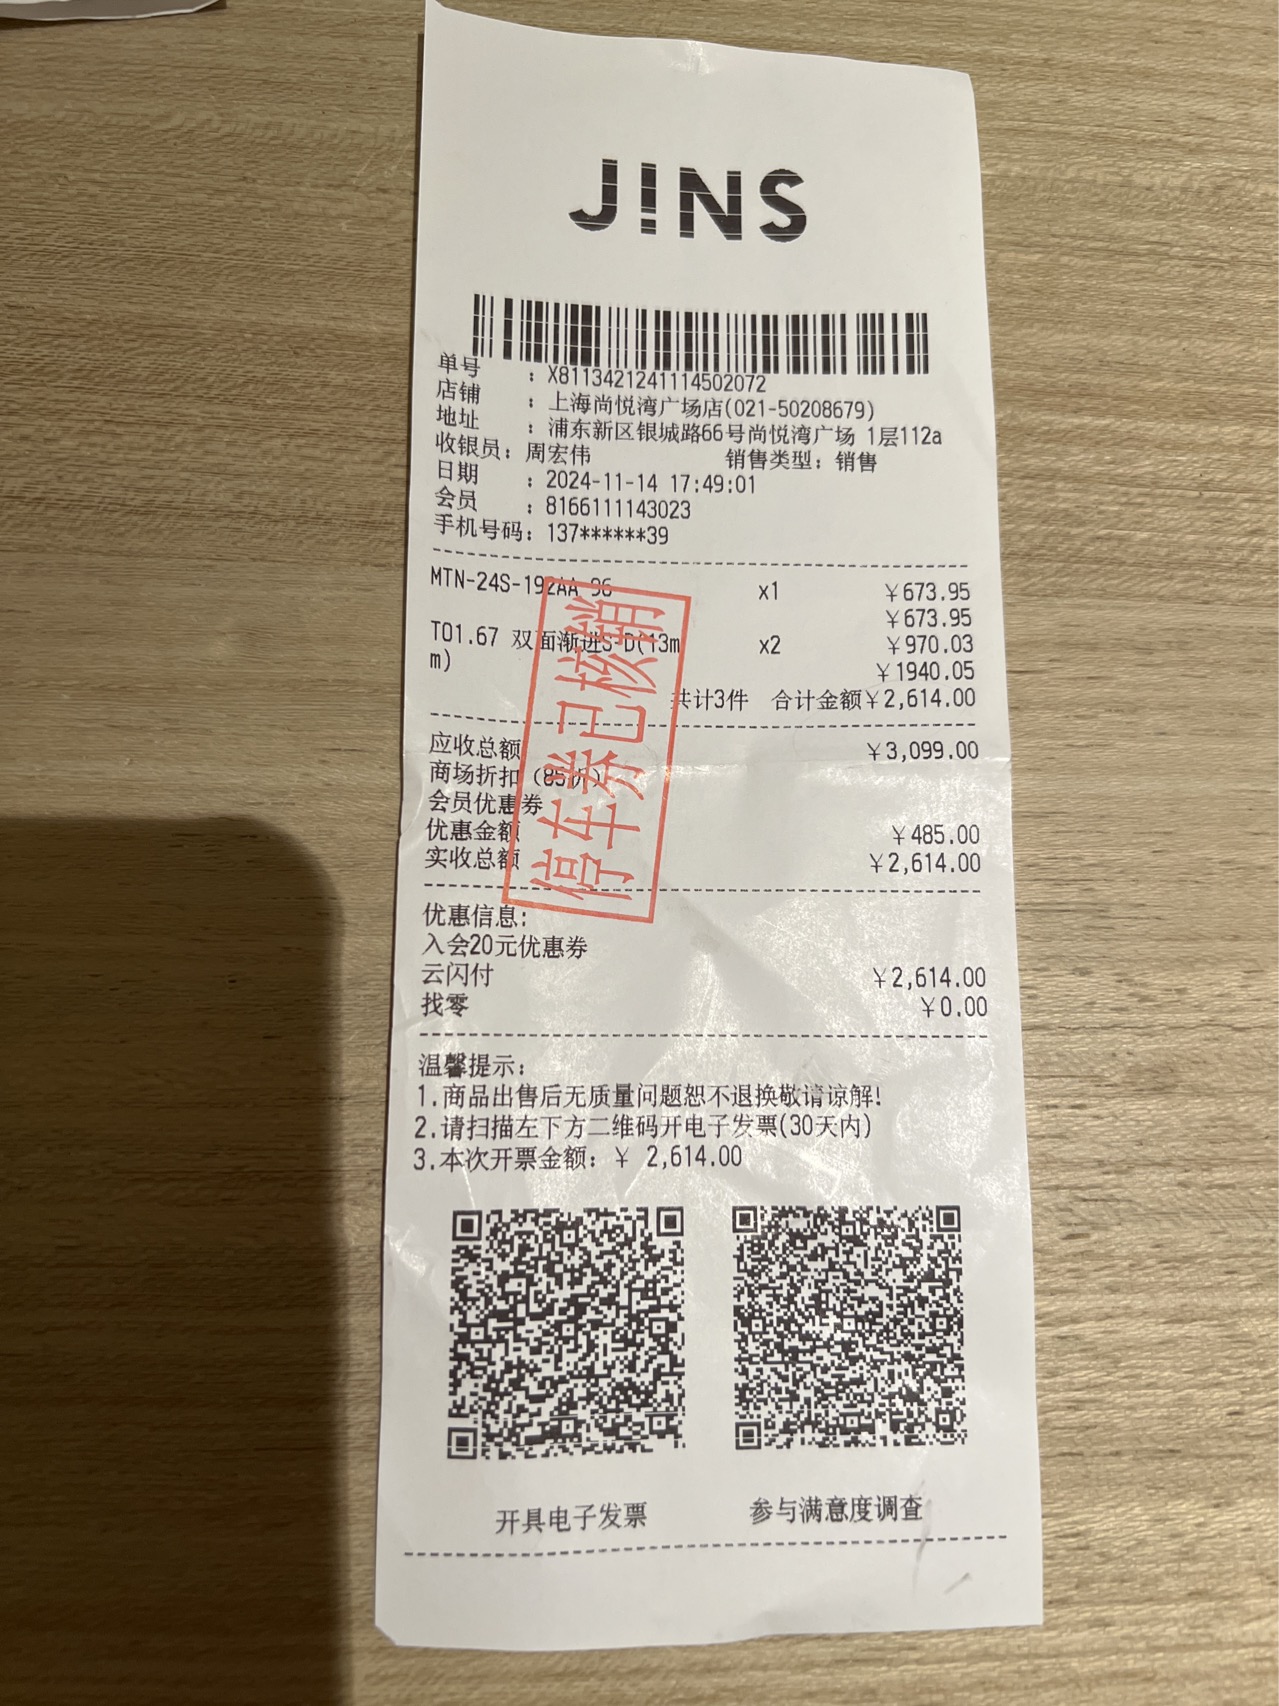 JINS
单号 : X8113421241114502072
店铺 : 上海尚悦湾广场店(021-50208679)
地址 : 浦东新区银城路66号尚悦湾广场 1层112a
收银员: 周宏伟 销售类型: 销售
日期 : 2024-11-14 17:49:01
会员 : 8166111143023
手机号码: 137******39
MTN-24S-192AA 96 x1 ¥673.95
¥673.95
TO1.67 双面渐进S-D(13m x2 ¥970.03
m) ¥1940.05
共计3件 合计金额¥2,614.00
应收总额 ¥3,099.00
商场折扣(85折)
会员优惠券
优惠金额 ¥485.00
实收总额 ¥2,614.00
停车券已核销
优惠信息:
入会20元优惠券
云闪付 ¥2,614.00
找零 ¥0.00
温馨提示:
1.商品出售后无质量问题恕不退换敬请谅解!
2.请扫描左下方二维码开电子发票(30天内)
3.本次开票金额: ¥ 2,614.00
开具电子发票 参与满意度调查